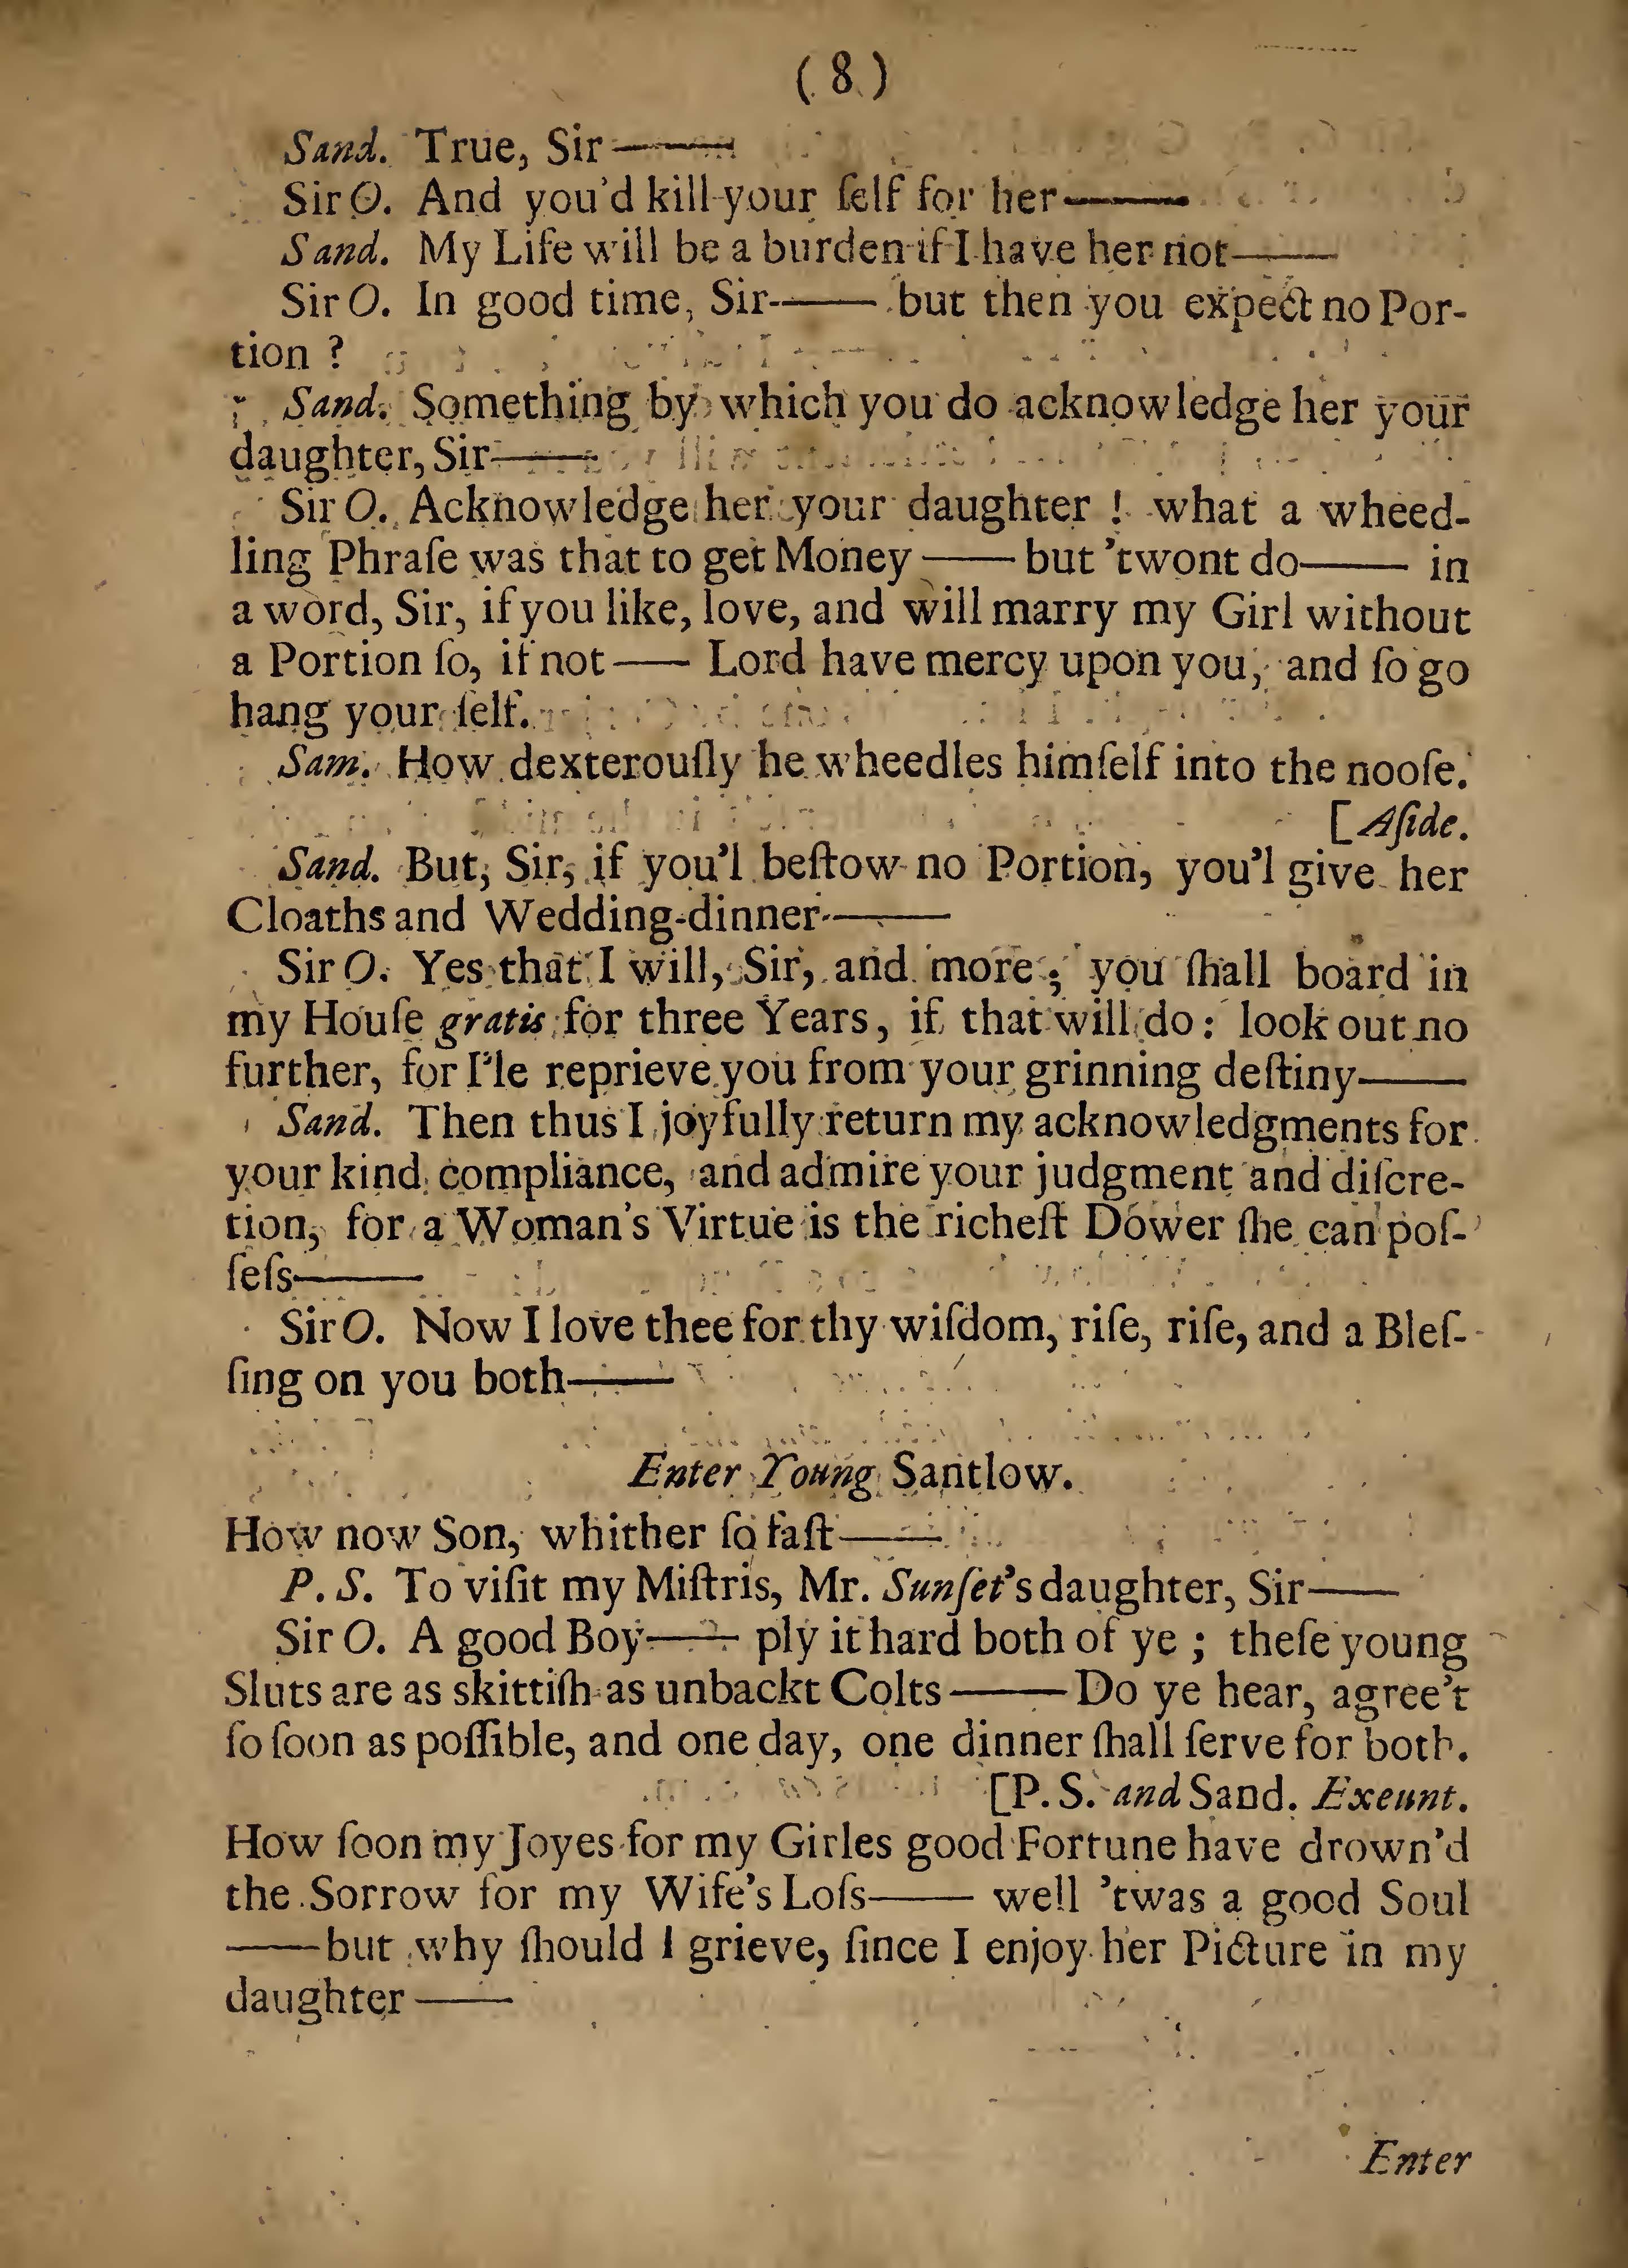 ( 8 )
Sand. True, Sir——
Sir O. And you'd kill your ſelf for her——
Sand. My Life will be a burden if I have her not——
Sir O. In good time, Sir—— but then you expect no Por-
tion ?
Sand. Something by which you do acknowledge her your
daughter, Sir——
Sir O. Acknowledge her your daughter ! what a wheed-
ling Phraſe was that to get Money —— but 'twont do—— in
a word, Sir, if you like, love, and will marry my Girl without
a Portion ſo, if not—— Lord have mercy upon you, and ſo go
hang your ſelf.
Sam. How dexterouſly he wheedles himſelf into the nooſe.
[ Aſide.
Sand. But, Sir, if you'l beſtow no Portion, you'l give her
Cloaths and Wedding-dinner——
Sir O. Yes that I will, Sir, and more ; you ſhall board in
my Houſe gratis for three Years, if that will do : look out no
further, for I'le reprieve you from your grinning deſtiny——
Sand. Then thus I joyfully return my acknowledgments for
your kind compliance, and admire your judgment and diſcre-
tion, for a Woman's Virtue is the richeſt Dower ſhe can poſ-
ſeſs——
Sir O. Now I love thee for thy wiſdom, riſe, riſe, and a Bleſ-
ſing on you both——
Enter Young Santlow.
How now Son, whither ſo faſt——
P. S. To viſit my Miſtris, Mr. Sunſet's daughter, Sir——
Sir O. A good Boy—— ply it hard both of ye ; theſe young
Sluts are as skittiſh as unbackt Colts—— Do ye hear, agree't
ſo ſoon as poſſible, and one day, one dinner ſhall ſerve for both.
[P. S. and Sand. Exeunt.
How ſoon my Joyes for my Girles good Fortune have drown'd
the Sorrow for my Wife's Loſs—— well 'twas a good Soul
——but why ſhould I grieve, ſince I enjoy her Picture in my
daughter——
Enter